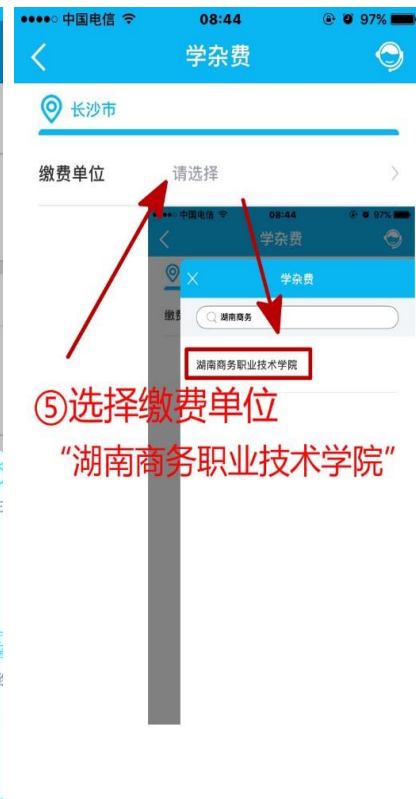 中国电信 08:44 97%
学杂费
长沙市
缴费单位 请选择
中国电信 08:44 97%
学杂费
学杂费
缴费
湖南商务
湖南商务职业技术学院
⑤选择缴费单位
“湖南商务职业技术学院”